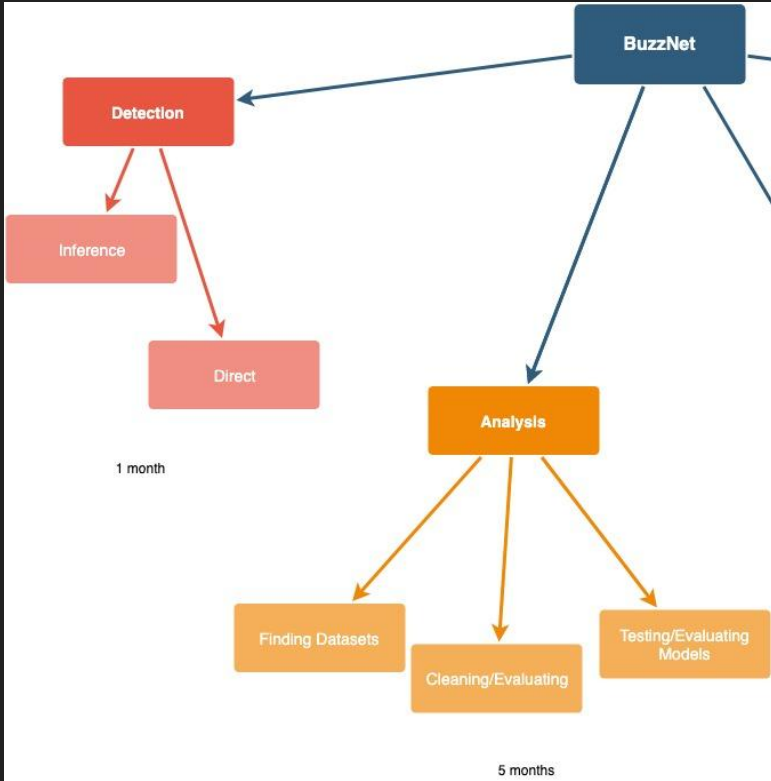 BuzzNet
Detection
Inference
Direct
1 month
Analysis
Finding Datasets
Cleaning/Evaluating
Testing/Evaluating
Models
5 months